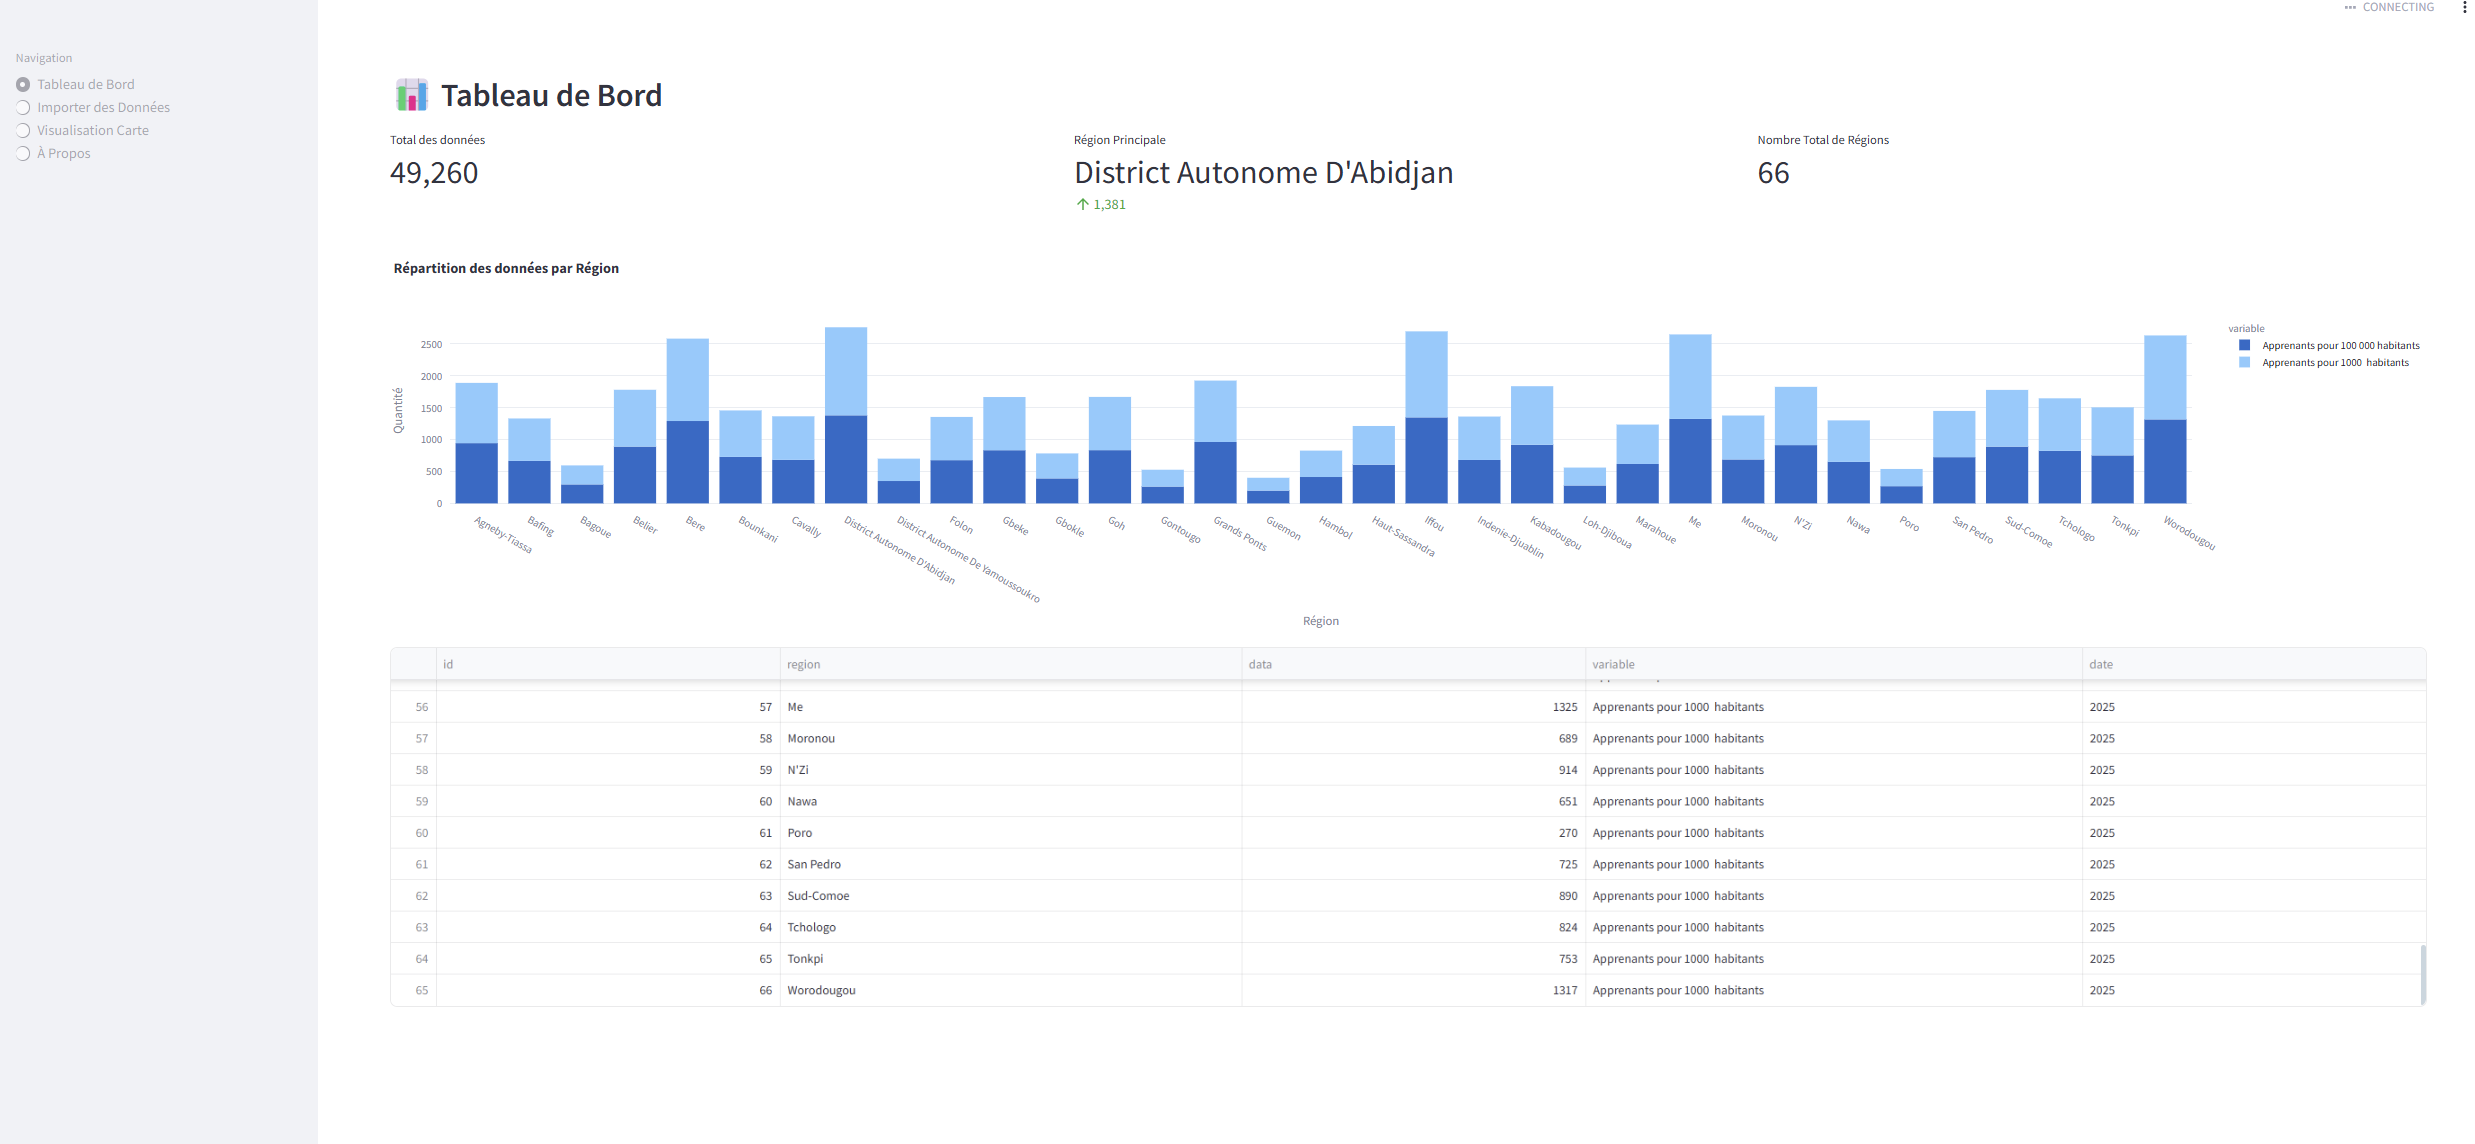 CONNECTING
Navigation
Tableau de Bord
Importer des Données
Visualisation Carte
À Propos
Tableau de Bord
Total des données
49,260
Région Principale
District Autonome D'Abidjan
1,381
Nombre Total de Régions
66
Répartition des données par Région
Quantité
2500
2000
1500
1000
500
0
Agneby-Tiassa
Bafing
Bagoue
Belier
Bere
Bounkani
Cavally
District Autonome D'Abidjan
District Autonome De Yamoussoukro
Folon
Gbeke
Gbokle
Goh
Gontougo
Grands Ponts
Guemon
Hambol
Haut-Sassandra
Iffou
Indenie-Djuablin
Kabadougou
Loh-Djiboua
Marahoue
Me
Moronou
N'Zi
Nawa
Poro
San Pedro
Sud-Comoe
Tchologo
Tonkpi
Worodougou
Région
variable
Apprenants pour 100 000 habitants
Apprenants pour 1000 habitants
id region data variable date
56 57 Me 1325 Apprenants pour 1000 habitants 2025
57 58 Moronou 689 Apprenants pour 1000 habitants 2025
58 59 N'Zi 914 Apprenants pour 1000 habitants 2025
59 60 Nawa 651 Apprenants pour 1000 habitants 2025
60 61 Poro 270 Apprenants pour 1000 habitants 2025
61 62 San Pedro 725 Apprenants pour 1000 habitants 2025
62 63 Sud-Comoe 890 Apprenants pour 1000 habitants 2025
63 64 Tchologo 824 Apprenants pour 1000 habitants 2025
64 65 Tonkpi 753 Apprenants pour 1000 habitants 2025
65 66 Worodougou 1317 Apprenants pour 1000 habitants 2025